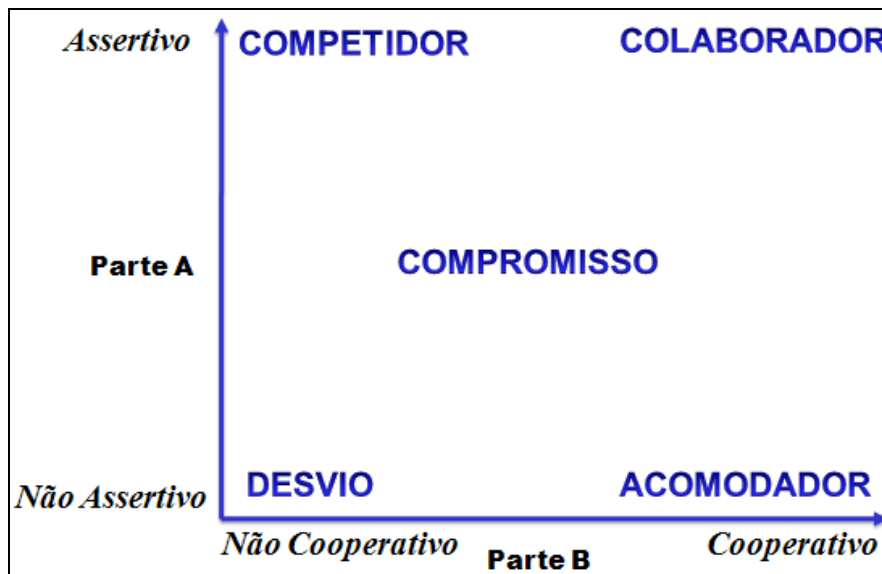 Assertivo
COMPETIDOR
COLABORADOR
Parte A
COMPROMISSO
Não Assertivo
DESVIO
ACOMODADOR
Não Cooperativo
Parte B
Cooperativo